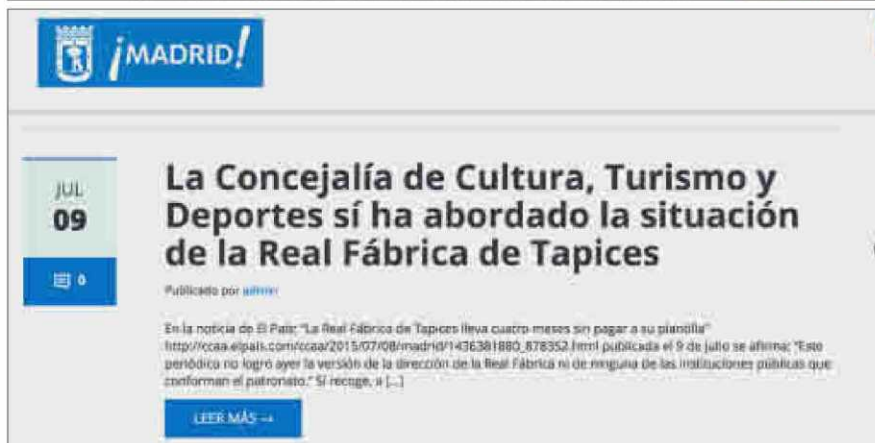 ¡MADRID!
JUL
09
0
La Concejalía de Cultura, Turismo y
Deportes sí ha abordado la situación
de la Real Fábrica de Tapices
Publicado por admin
En la noticia de El País: "La Real Fábrica de Tapices lleva cuatro meses sin pagar a su plantilla"
http://ccaa.elpais.com/ccaa/2015/07/08/madrid/1436381880_878352.html publicada el 9 de julio se afirma: "Este
periódico no logró ayer la versión de la dirección de la Real Fábrica ni de ninguna de las instituciones públicas que
conforman el patronato." Sí recoge, a [...]
LEER MÁS →